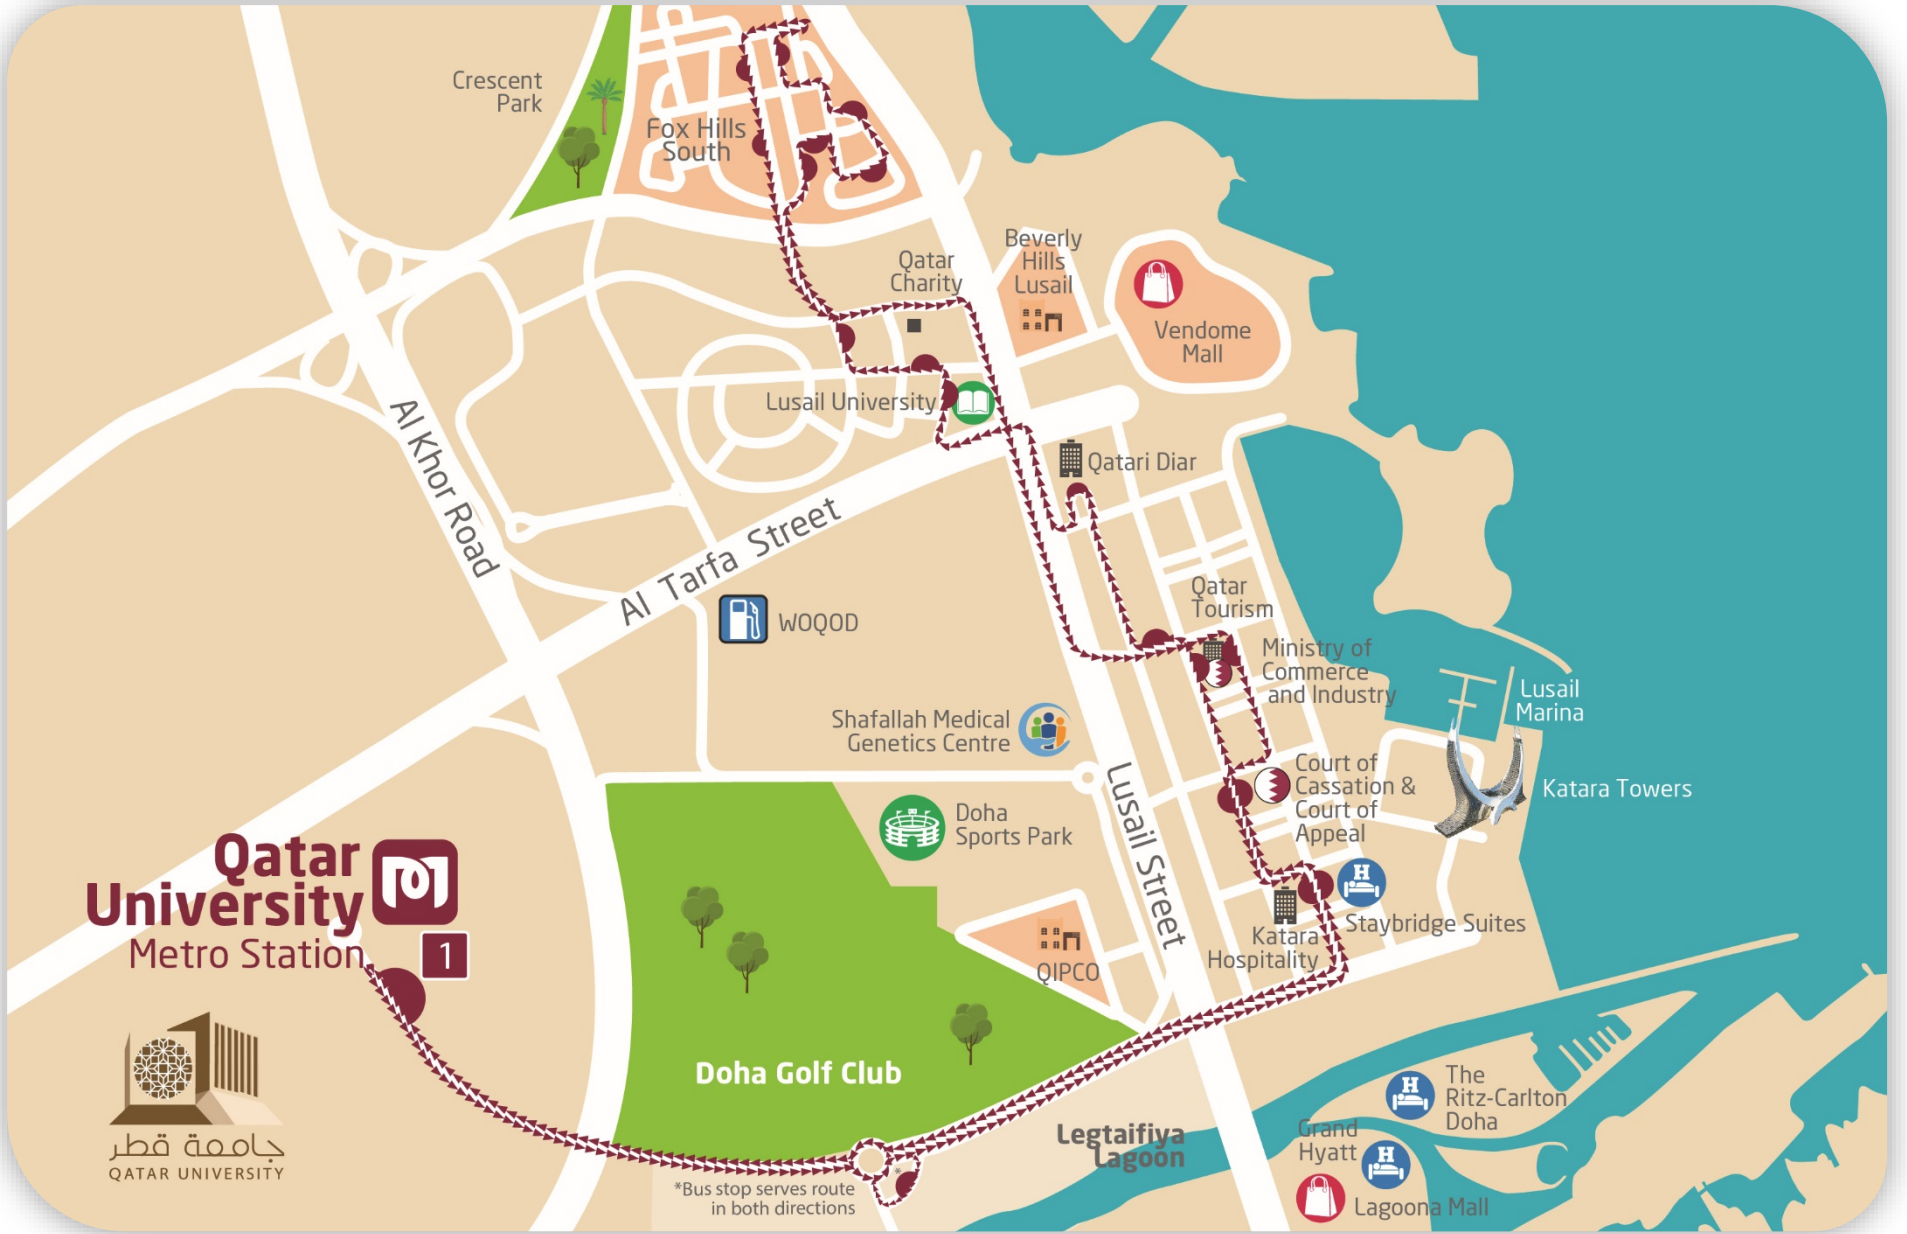 Crescent
Park
Fox Hills
South
Qatar
Charity
Beverly
Hills
Lusail
Vendome
Mall
Lusail University
Qatari Diar
Al Khor Road
Al Tarfa Street
WOQOD
Qatar
Tourism
Ministry of
Commerce
and Industry
Lusail
Marina
Shafallah Medical
Genetics Centre
Court of
Cassation &
Court of
Appeal
Katara Towers
Lusail Street
Doha
Sports Park
H
Staybridge Suites
Katara
Hospitality
QIPCO
Qatar
University
Metro Station
1
جامعة قطر
QATAR UNIVERSITY
Doha Golf Club
Legtaifiya
Lagoon
*
*Bus stop serves route
in both directions
H
The
Ritz-Carlton
Doha
Grand
Hyatt
H
Lagoona Mall